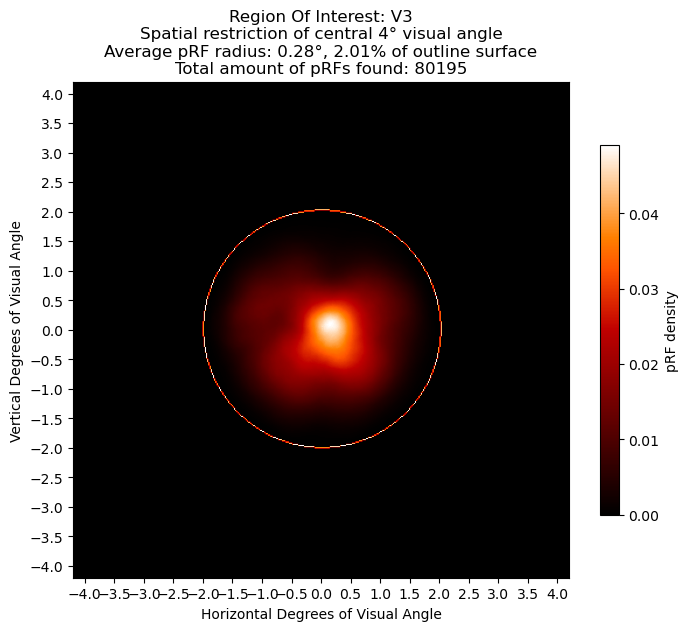 Region Of Interest: V3
Spatial restriction of central 4° visual angle
Average pRF radius: 0.28°, 2.01% of outline surface
Total amount of pRFs found: 80195
4.0
3.5
3.0
2.5
2.0
1.5
1.0
0.5
0.0
−0.5
−1.0
−1.5
−2.0
−2.5
−3.0
−3.5
−4.0
Vertical Degrees of Visual Angle
−4.0 −3.5 −3.0 −2.5 −2.0 −1.5 −1.0 −0.5 0.0 0.5 1.0 1.5 2.0 2.5 3.0 3.5 4.0
Horizontal Degrees of Visual Angle
0.04
0.03
0.02
0.01
0.00
pRF density